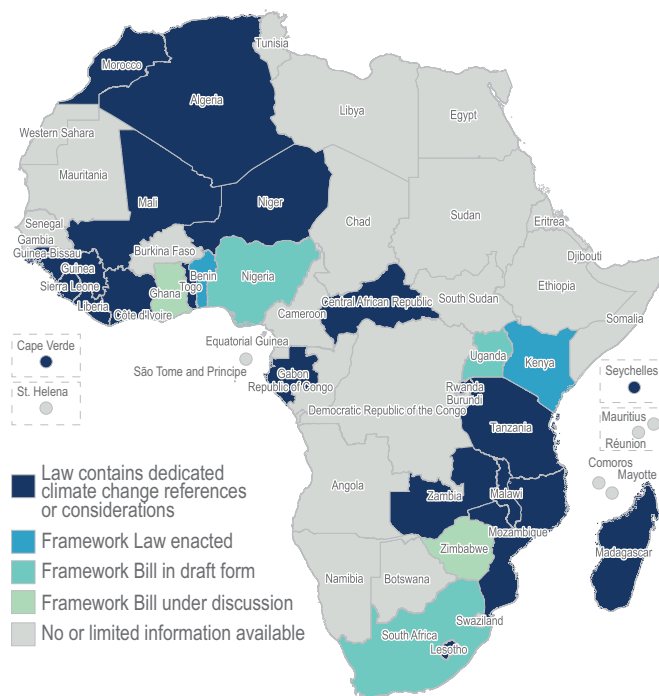 Tunisia
Morocco
Algeria
Libya
Egypt
Western Sahara
Mauritania
Mali
Niger
Chad
Sudan
Eritrea
Senegal
Gambia
Guinea-Bissau
Guinea
Sierra Leone
Liberia
Côte d'Ivoire
Burkina Faso
Ghana
Togo
Benin
Nigeria
Djibouti
Ethiopia
Somalia
South Sudan
Central African Republic
Cameroon
Cape Verde
St. Helena
Equatorial Guinea
São Tome and Principe
Gabon
Republic of Congo
Democratic Republic of the Congo
Uganda
Kenya
Rwanda
Burundi
Tanzania
Seychelles
Mauritius
Réunion
Comoros
Mayotte
Angola
Zambia
Malawi
Mozambique
Zimbabwe
Madagascar
Namibia
Botswana
Swaziland
South Africa
Lesotho
Law contains dedicated
climate change references
or considerations
Framework Law enacted
Framework Bill in draft form
Framework Bill under discussion
No or limited information available